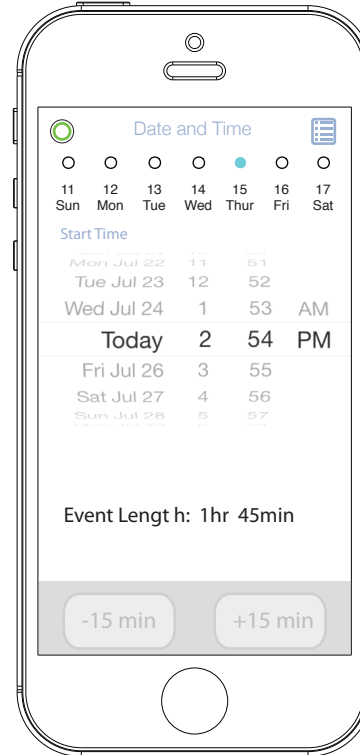 Date and Time
11 12 13 14 15 16 17
Sun Mon Tue Wed Thur Fri Sat
Start Time
Mon Jul 22 11 51
Tue Jul 23 12 52
Wed Jul 24 1 53 AM
Today 2 54 PM
Fri Jul 26 3 55
Sat Jul 27 4 56
Sun Jul 28 5 57
Event Lengt h: 1hr 45min
-15 min +15 min